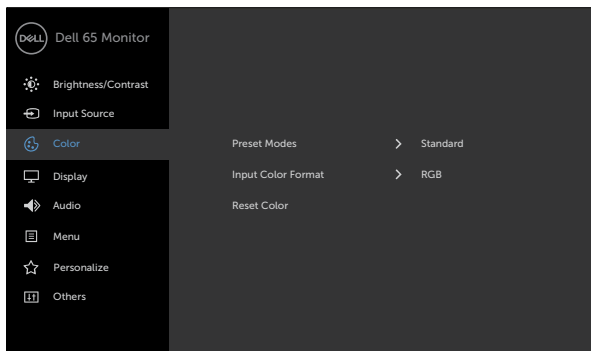 DELL
Dell 65 Monitor
Brightness/Contrast
Input Source
Color
Preset Modes
Standard
Display
Input Color Format
RGB
Audio
Reset Color
Menu
Personalize
Others